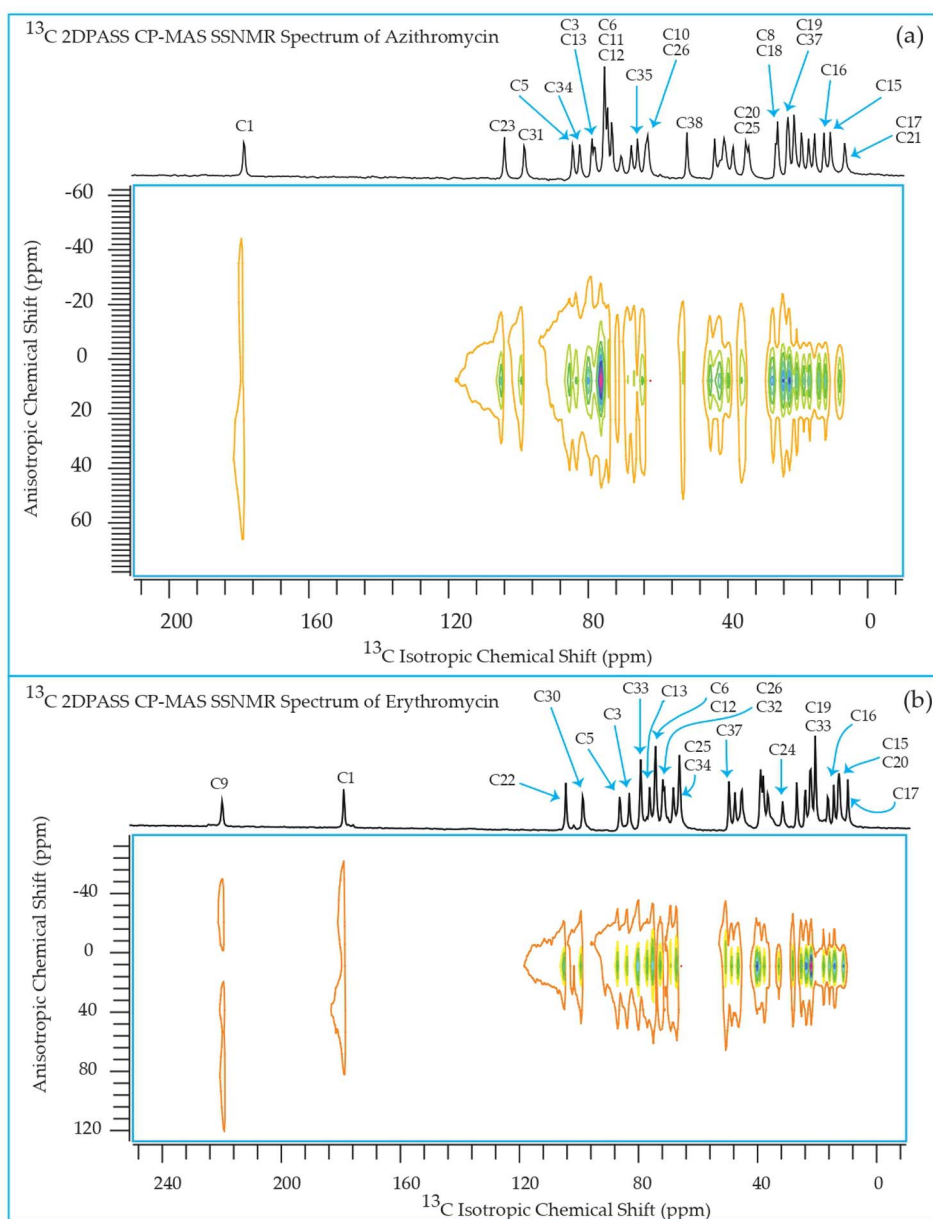 13C 2DPASS CP-MAS SSNMR Spectrum of Azithromycin (a)
C3 C6 C10 C8 C19
C13 C11 C26 C18 C37
C12 C16
C5 C34 C35 C15
C1 C23 C31 C38 C20 C17
C25 C21
Anisotropic Chemical Shift (ppm)
-60
-40
-20
0
20
40
60
200 160 120 80 40 0
13C Isotropic Chemical Shift (ppm)
13C 2DPASS CP-MAS SSNMR Spectrum of Erythromycin (b)
C30 C33 C13 C6 C26 C19
C3 C12 C32 C33 C16
C5 C37 C25 C24 C15
C9 C1 C22 C34 C20
C17
Anisotropic Chemical Shift (ppm)
-40
0
40
80
120
240 200 160 120 80 40 0
13C Isotropic Chemical Shift (ppm)